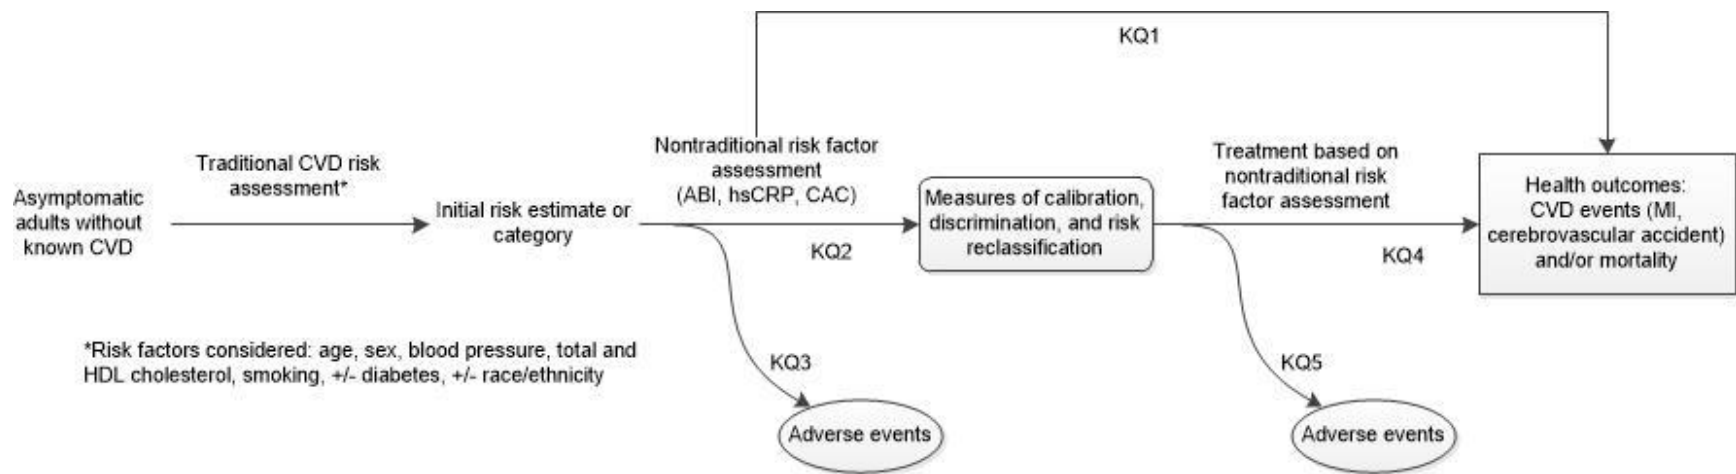 KQ1
Nontraditional risk factor
assessment
(ABI, hsCRP, CAC)
Traditional CVD risk
assessment*
Treatment based on
nontraditional risk
factor assessment
Asymptomatic
adults without
known CVD
Initial risk estimate or
category
Measures of calibration,
discrimination, and risk
reclassification
Health outcomes:
CVD events (MI,
cerebrovascular accident)
and/or mortality
KQ2
KQ4
*Risk factors considered: age, sex, blood pressure, total and
HDL cholesterol, smoking, +/- diabetes, +/- race/ethnicity
KQ3
KQ5
Adverse events
Adverse events